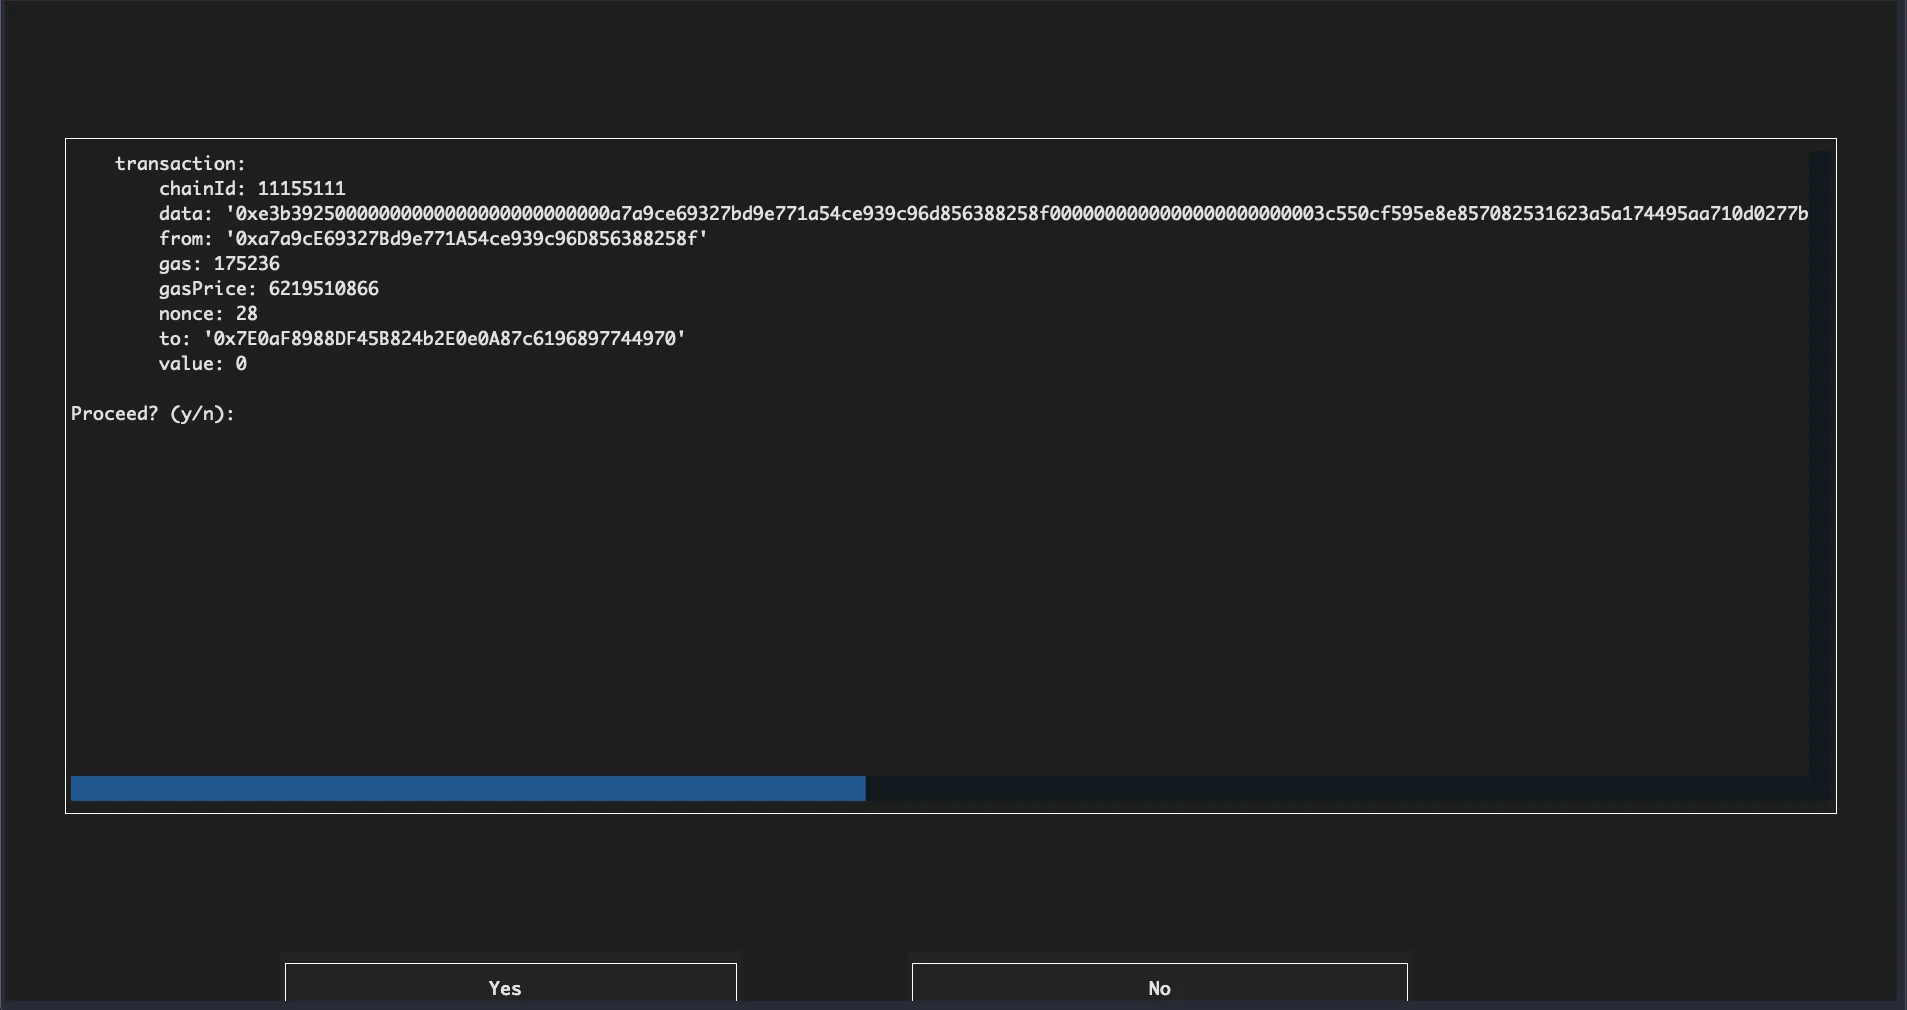 transaction:
chainId: 11155111
data: '0xe3b39250000000000000000000000000a7a9ce69327bd9e771a54ce939c96d856388258f0000000000000000000000003c550cf595e8e857082531623a5a174495aa710d0277b
from: '0xa7a9cE69327Bd9e771A54ce939c96D856388258f'
gas: 175236
gasPrice: 6219510866
nonce: 28
to: '0x7E0aF8988DF45B824b2E0e0A87c6196897744970'
value: 0
Proceed? (y/n):
Yes No